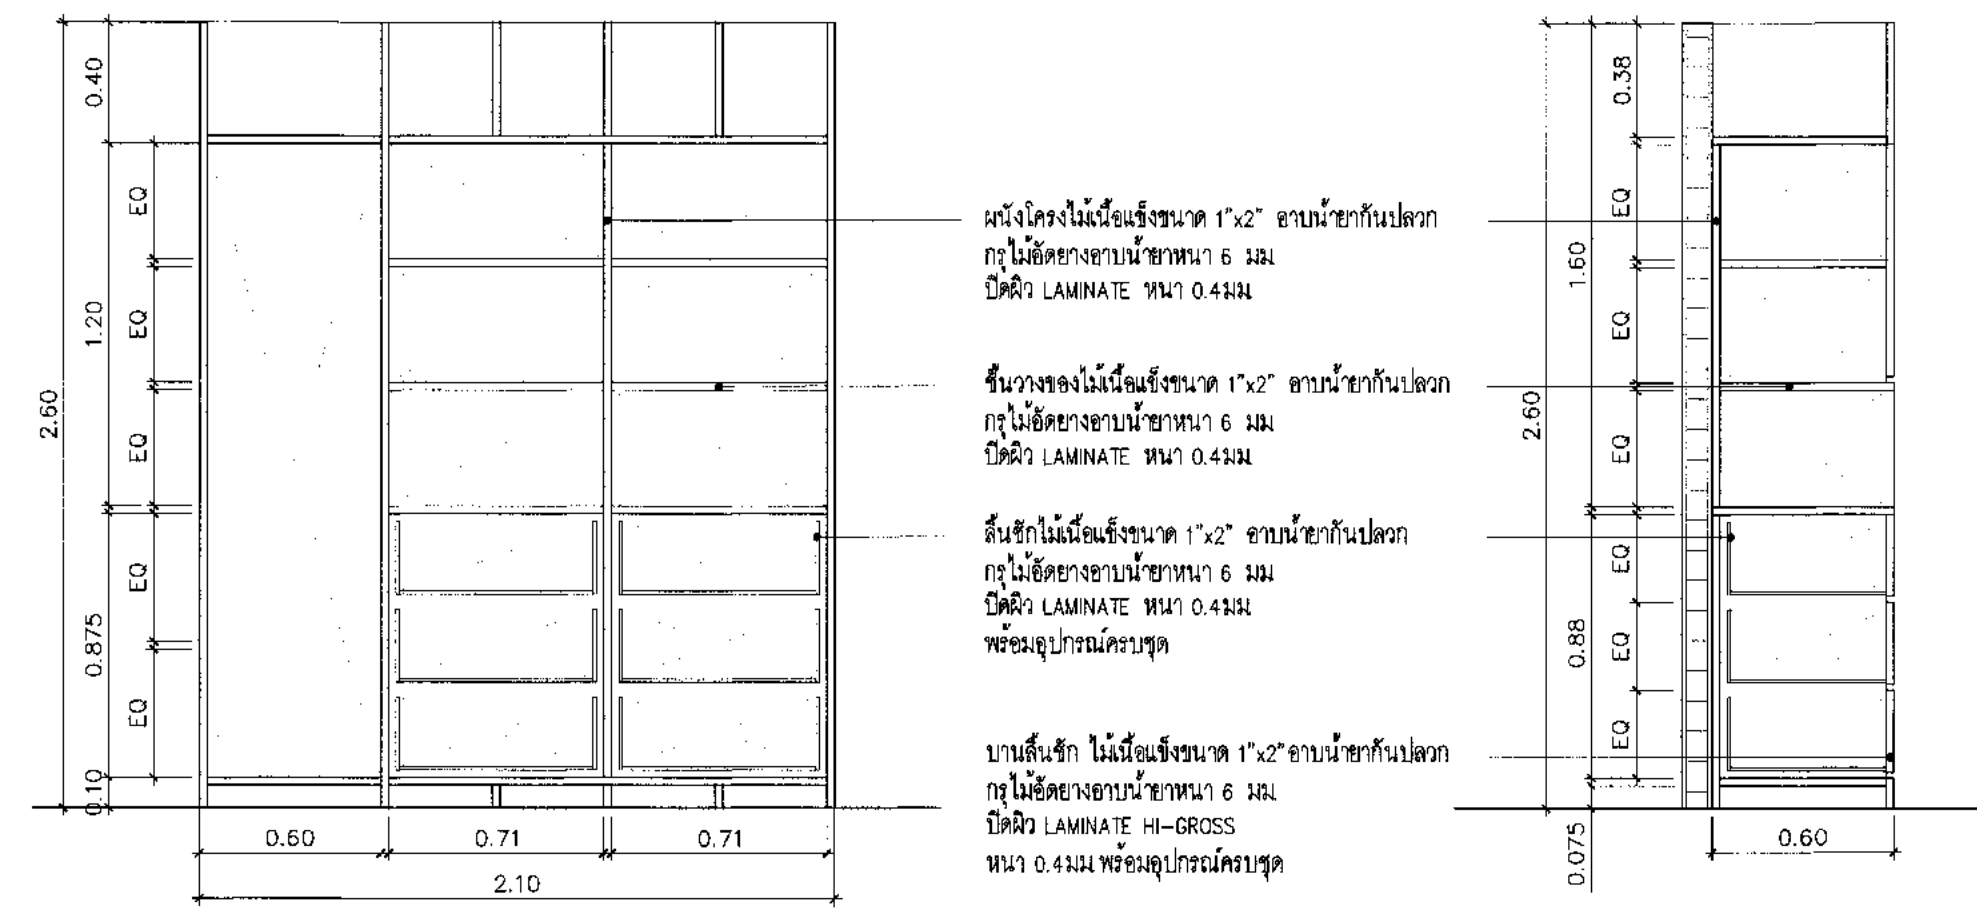 0.40
1.20
2.60
0.875
0.10
EQ
EQ
EQ
EQ
EQ
0.60
0.71
0.71
2.10
ผนังโครงไม้เนื้อแข็งขนาด 1"x2" อาบน้ำยากันปลวก
กรุไม้อัดยางอาบน้ำยาหนา 6 มม
ปิดผิว LAMINATE หนา 0.4มม
ชั้นวางของไม้เนื้อแข็งขนาด 1"x2" อาบน้ำยากันปลวก
กรุไม้อัดยางอาบน้ำยาหนา 6 มม
ปิดผิว LAMINATE หนา 0.4มม
ลิ้นชักไม้เนื้อแข็งขนาด 1"x2" อาบน้ำยากันปลวก
กรุไม้อัดยางอาบน้ำยาหนา 6 มม
ปิดผิว LAMINATE หนา 0.4มม
พร้อมอุปกรณ์ครบชุด
บานลิ้นชัก ไม้เนื้อแข็งขนาด 1"x2"อาบน้ำยากันปลวก
กรุไม้อัดยางอาบน้ำยาหนา 6 มม
ปิดผิว LAMINATE HI-GROSS
หนา 0.4มม พร้อมอุปกรณ์ครบชุด
0.38
1.60
2.60
0.88
0.075
EQ
EQ
EQ
EQ
EQ
EQ
0.60